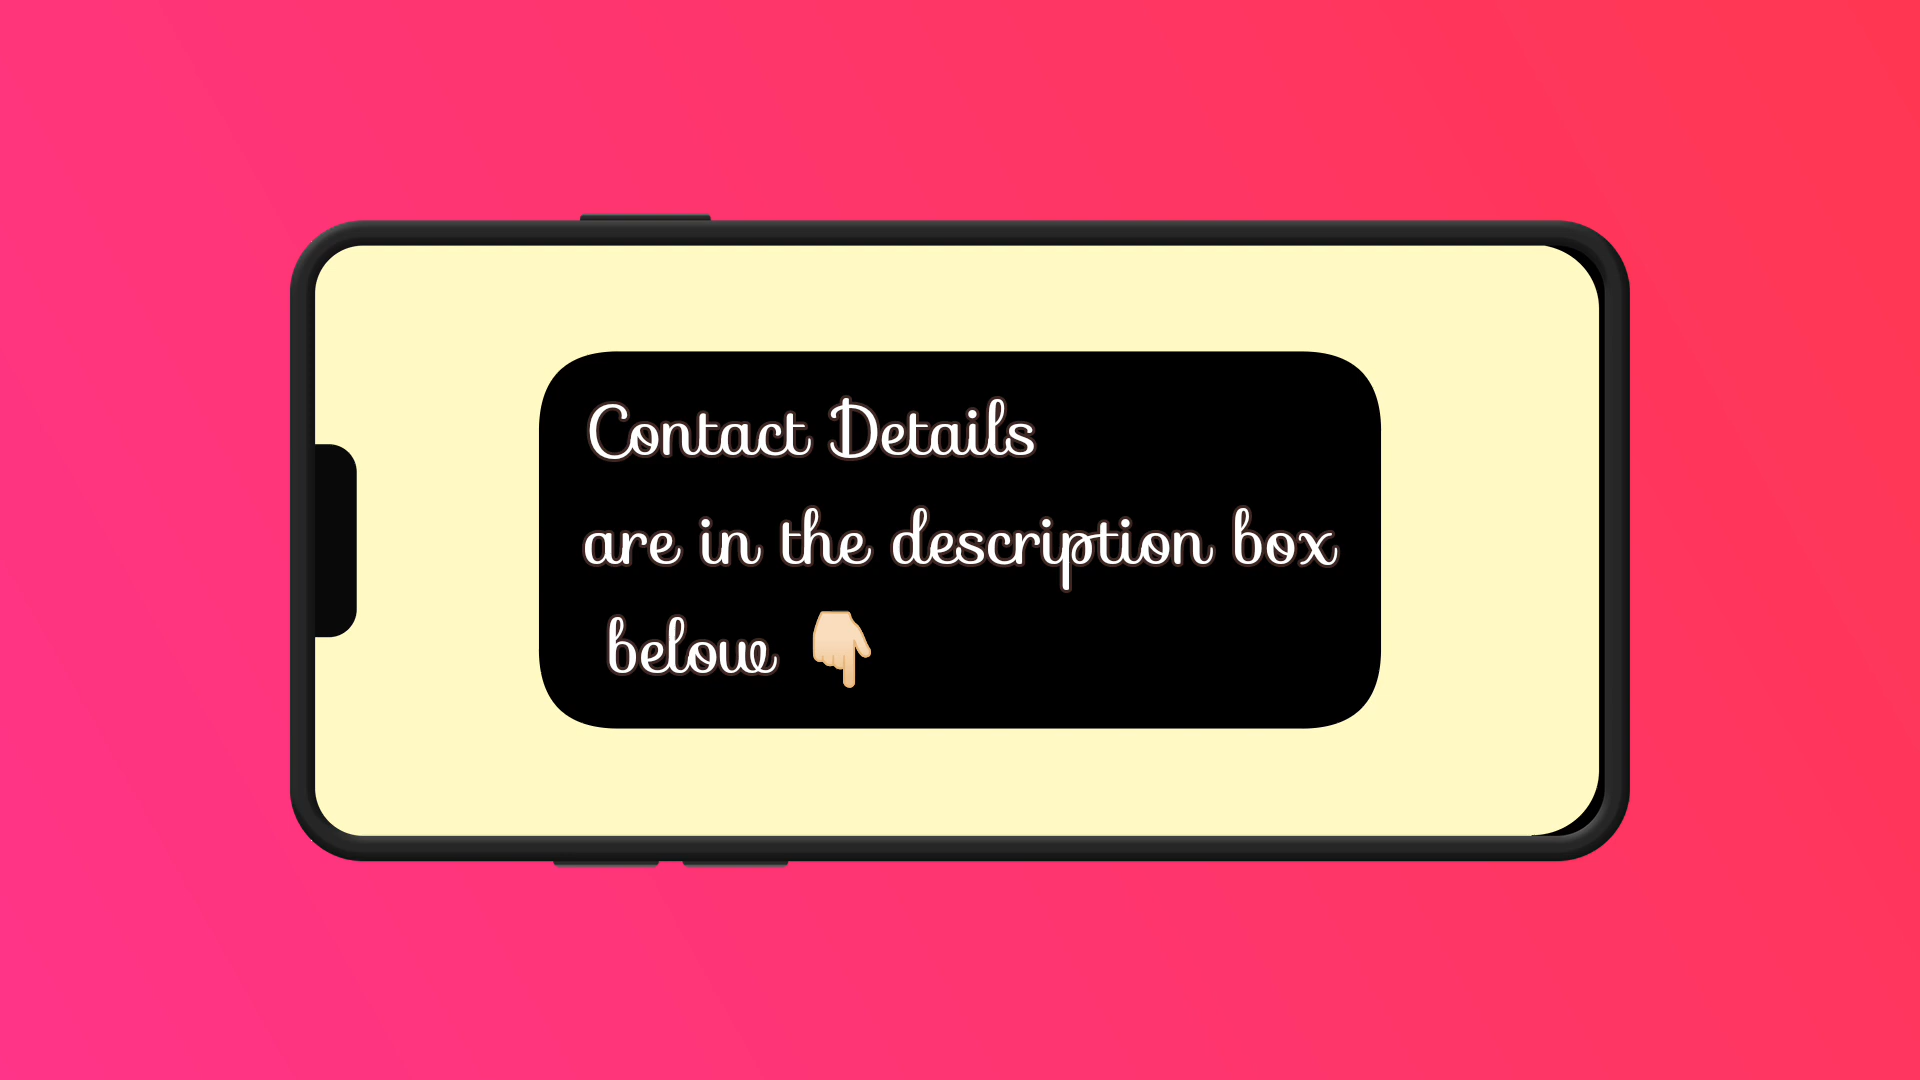 Contact Details
are in the description box
below 👇🏻